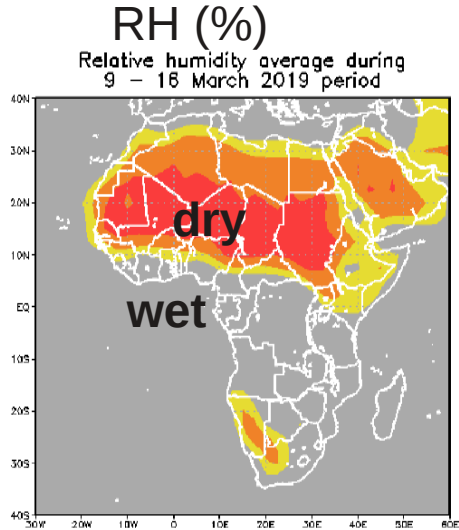 RH (%)
Relative humidity average during
9 - 16 March 2019 period
40N
30N
20N
10N
EQ
10S
20S
30S
40S
dry
wet
30W 20W 10W 0 10E 20E 30E 40E 50E 60E